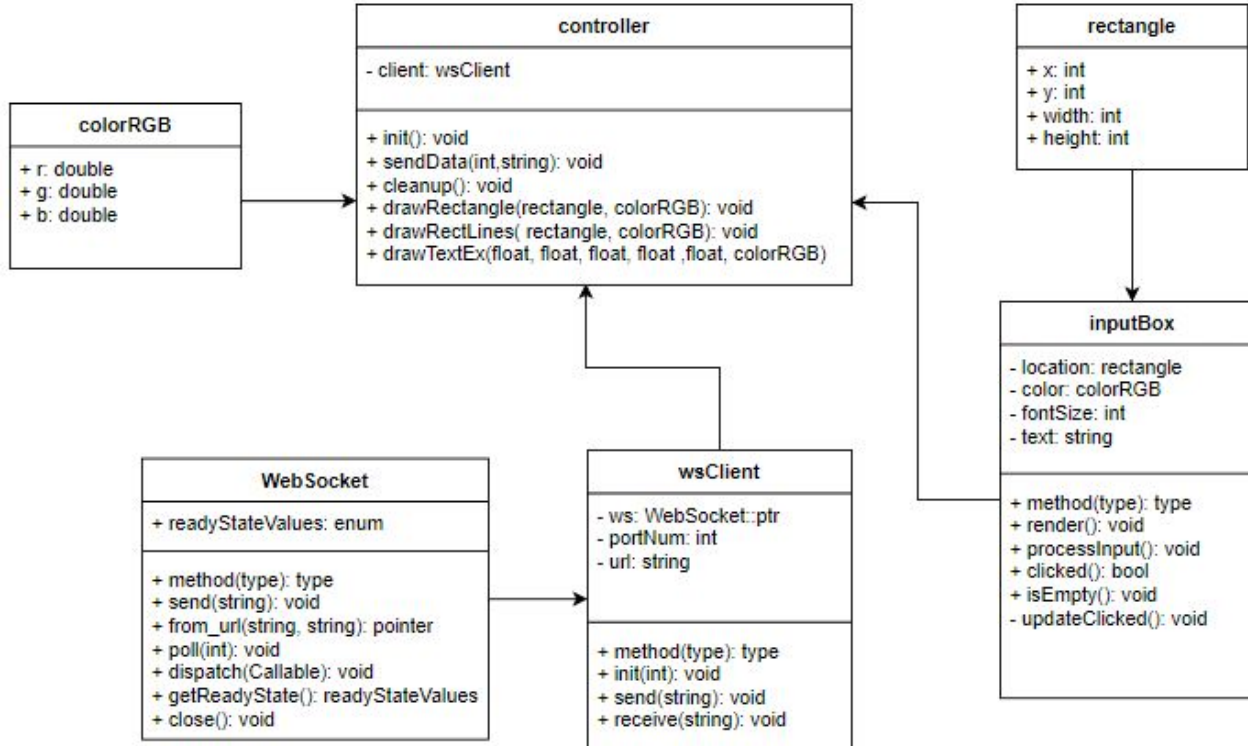 controller
- client: wsClient
+ init(): void
+ sendData(int,string): void
+ cleanup(): void
+ drawRectangle(rectangle, colorRGB): void
+ drawRectLines( rectangle, colorRGB): void
+ drawTextEx(float, float, float, float ,float, colorRGB)
rectangle
+ x: int
+ y: int
+ width: int
+ height: int
colorRGB
+ r: double
+ g: double
+ b: double
inputBox
- location: rectangle
- color: colorRGB
- fontSize: int
- text: string
+ method(type): type
+ render(): void
+ processInput(): void
+ clicked(): bool
+ isEmpty(): void
- updateClicked(): void
WebSocket
+ readyStateValues: enum
+ method(type): type
+ send(string): void
+ from_url(string, string): pointer
+ poll(int): void
+ dispatch(Callable): void
+ getReadyState(): readyStateValues
+ close(): void
wsClient
- ws: WebSocket::ptr
- portNum: int
- url: string
+ method(type): type
+ init(int): void
+ send(string): void
+ receive(string): void